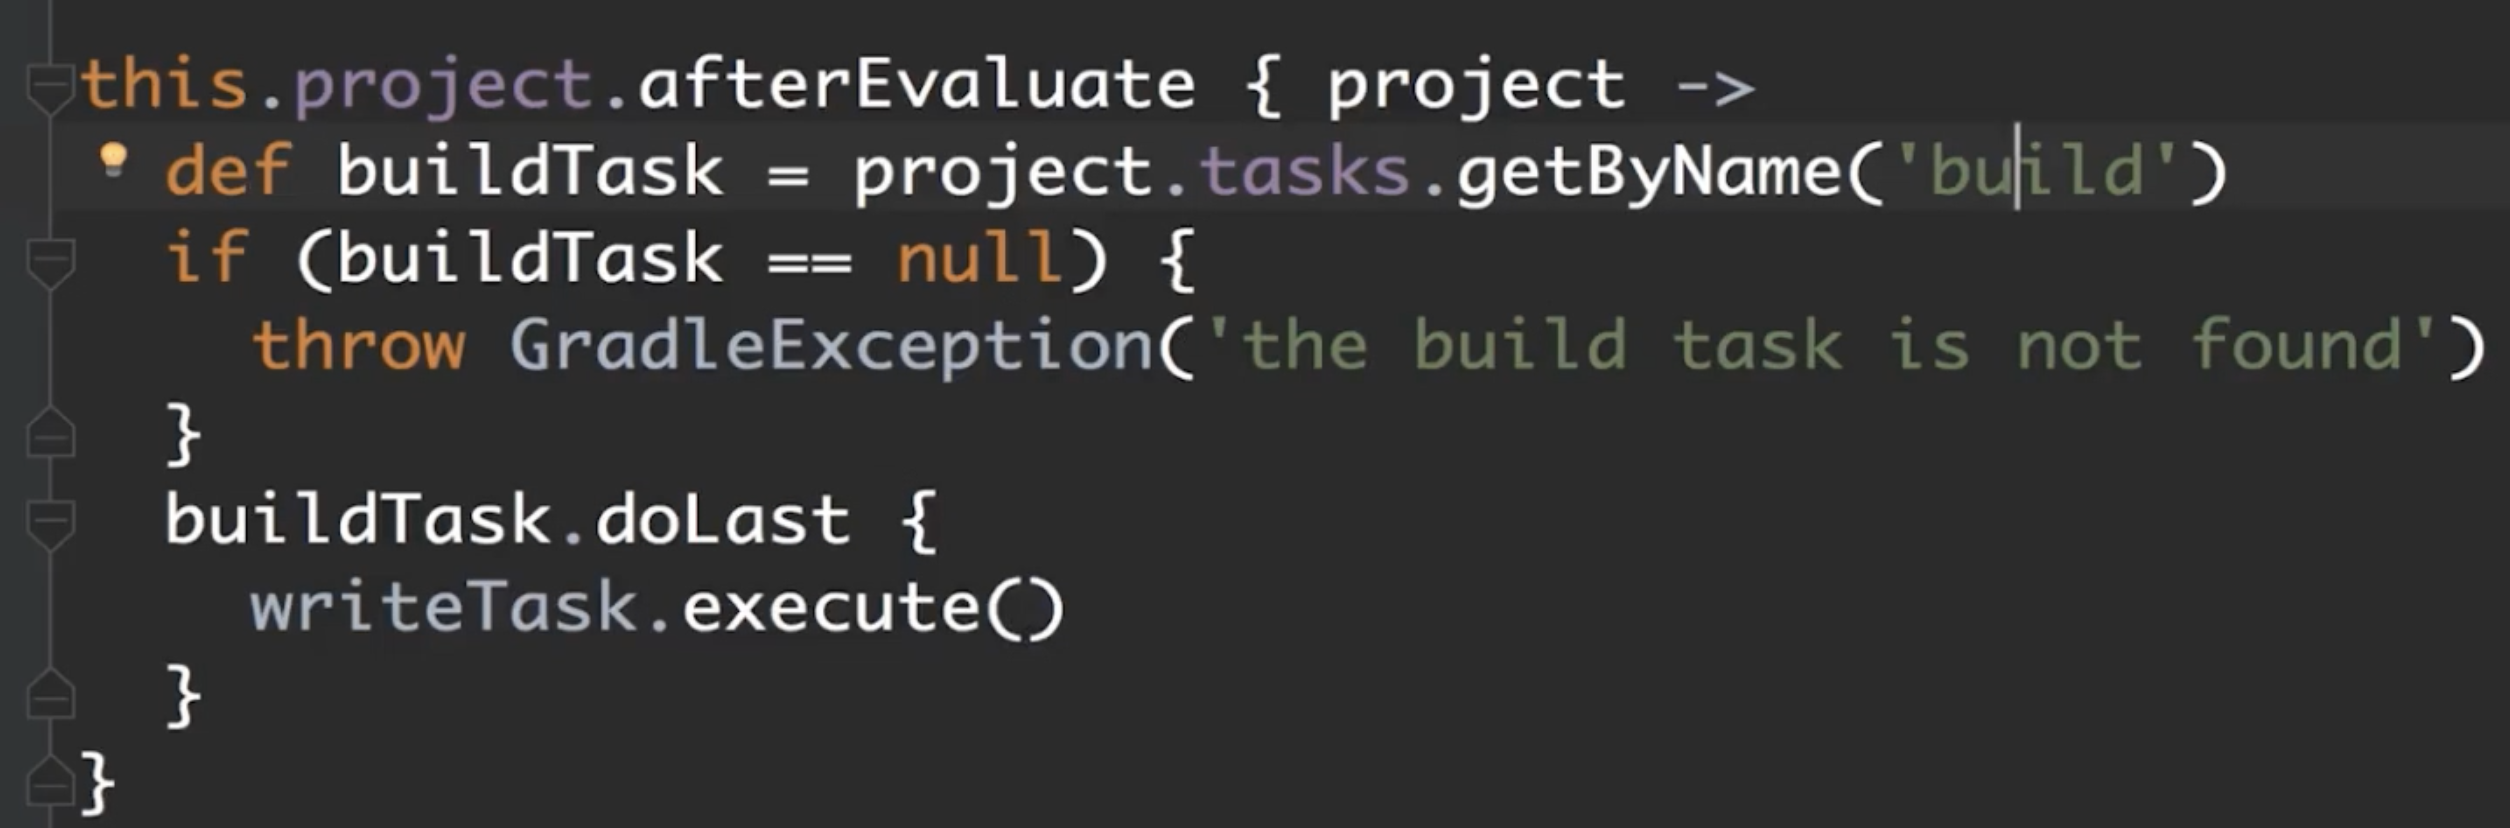 this.project.afterEvaluate { project ->
  def buildTask = project.tasks.getByName('build')
  if (buildTask == null) {
    throw GradleException('the build task is not found')
  }
  buildTask.doLast {
    writeTask.execute()
  }
}